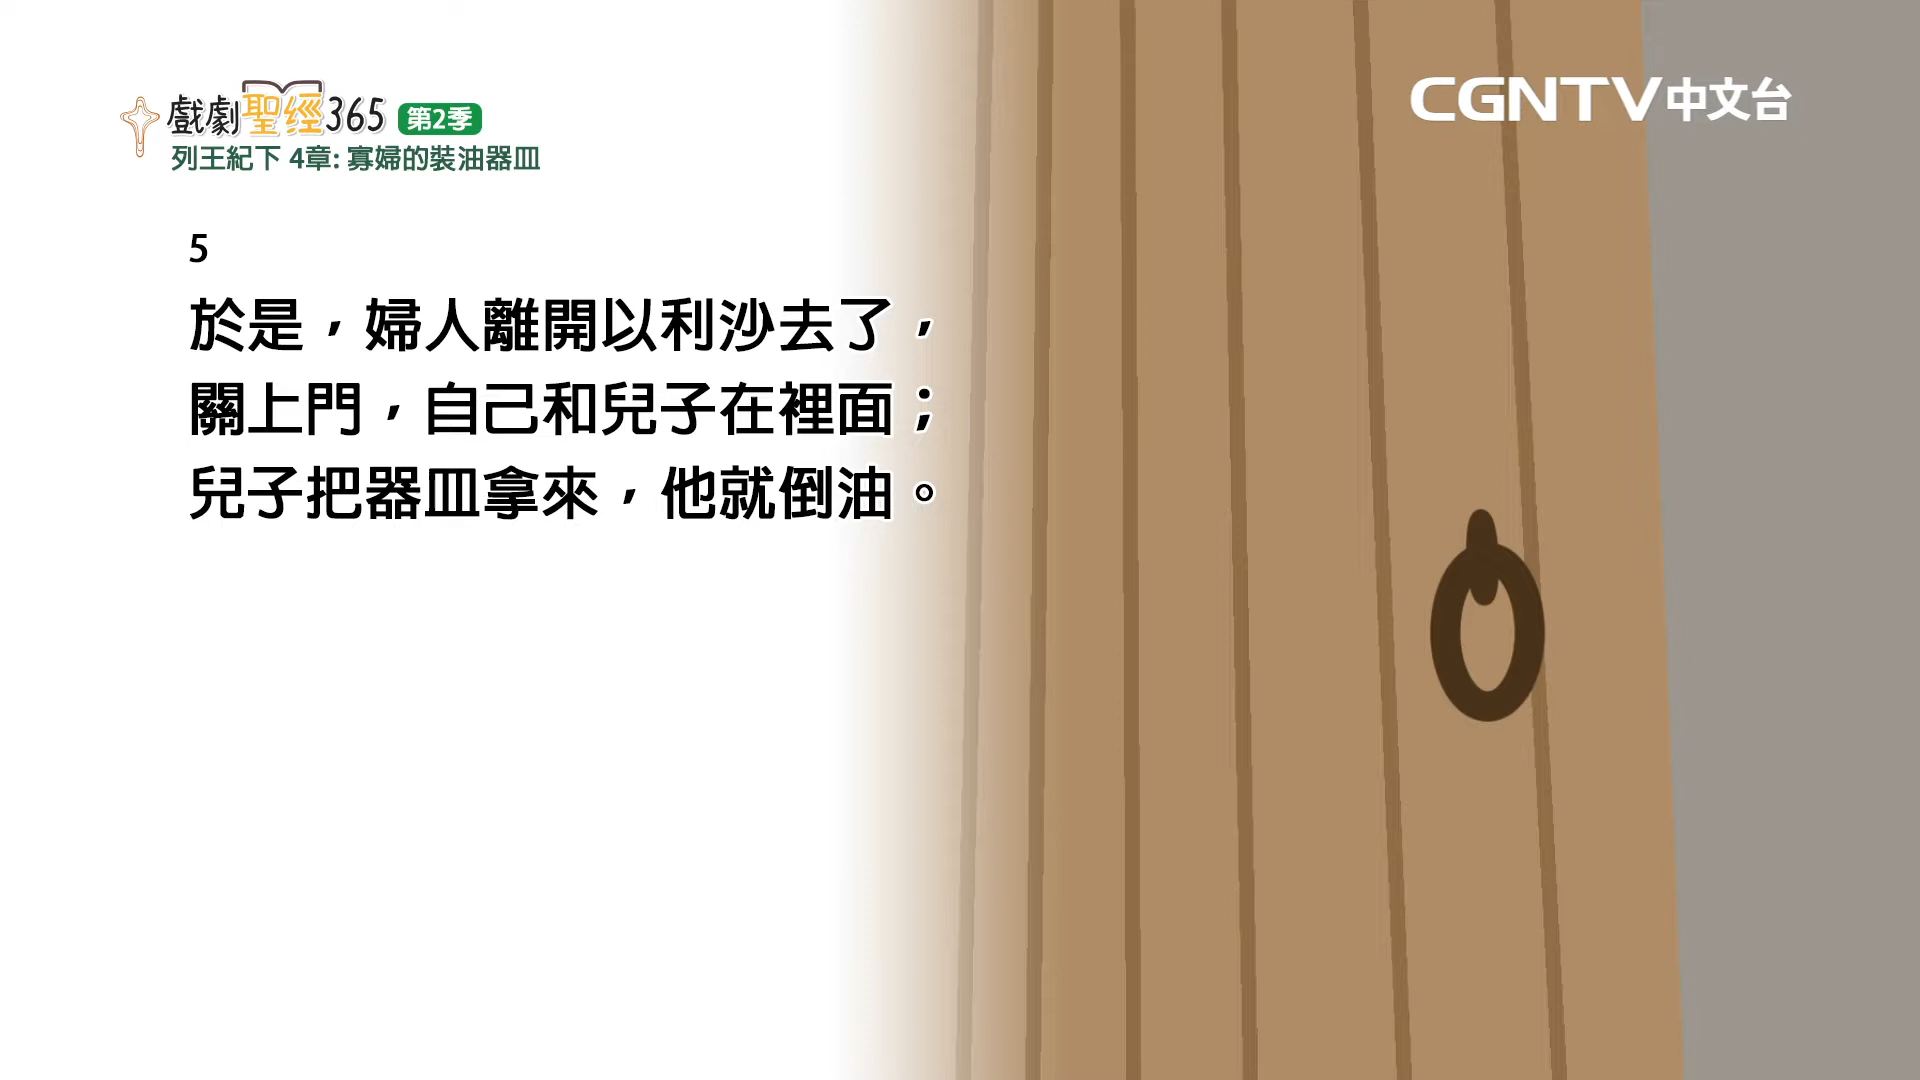 戲劇聖經365 第2季
CGNTV中文台
列王紀下 4章: 寡婦的裝油器皿
5
於是，婦人離開以利沙去了，
關上門，自己和兒子在裡面；
兒子把器皿拿來，他就倒油。